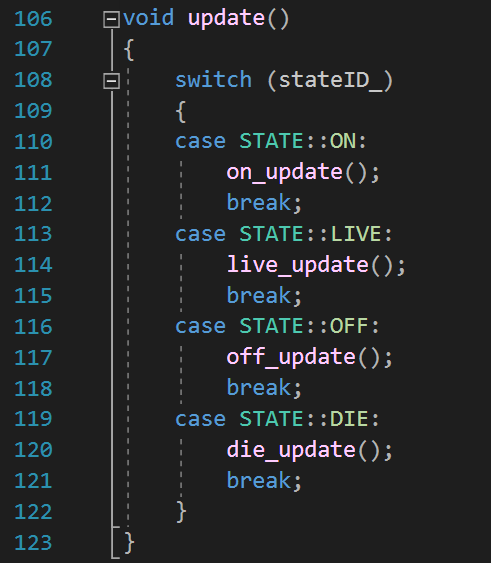 106 void update()
107 {
108 switch (stateID_)
109 {
110 case STATE::ON:
111 on_update();
112 break;
113 case STATE::LIVE:
114 live_update();
115 break;
116 case STATE::OFF:
117 off_update();
118 break;
119 case STATE::DIE:
120 die_update();
121 break;
122 }
123 }